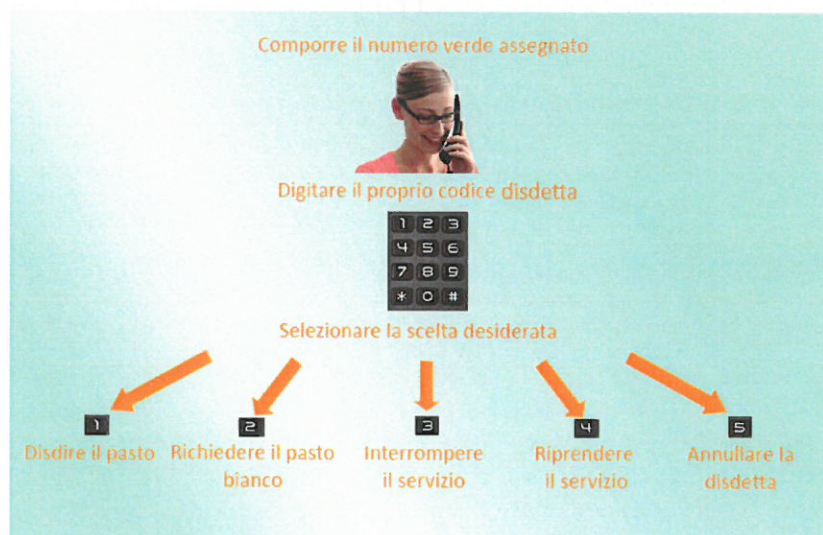 Comporre il numero verde assegnato
Digitare il proprio codice disdetta
1 2 3
4 5 6
7 8 9
* 0 #
Selezionare la scelta desiderata
1 2 3 4 5
Disdire il pasto Richiedere il pasto Interrompere Riprendere Annullare la
bianco il servizio il servizio disdetta